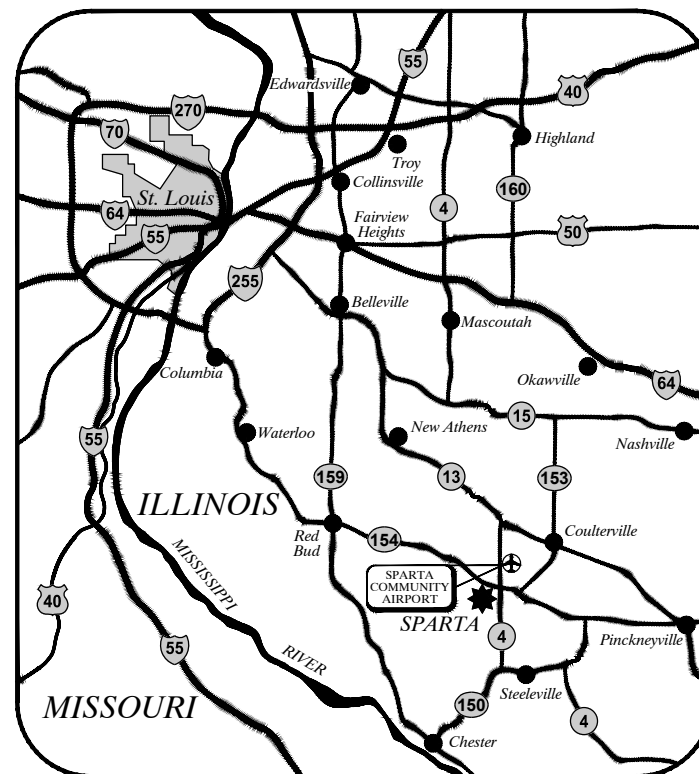 55
Edwardsville
40
270
70
Highland
Troy
Collinsville
160
St. Louis
4
64
Fairview
Heights
55
50
255
Belleville
Mascoutah
Columbia
Okawville
64
15
55
Waterloo
New Athens
Nashville
159
13
153
ILLINOIS
Red
Bud
154
Coulterville
MISSISSIPPI
SPARTA
COMMUNITY
AIRPORT
40
SPARTA
4
Pinckneyville
55
RIVER
Steeleville
MISSOURI
150
4
Chester